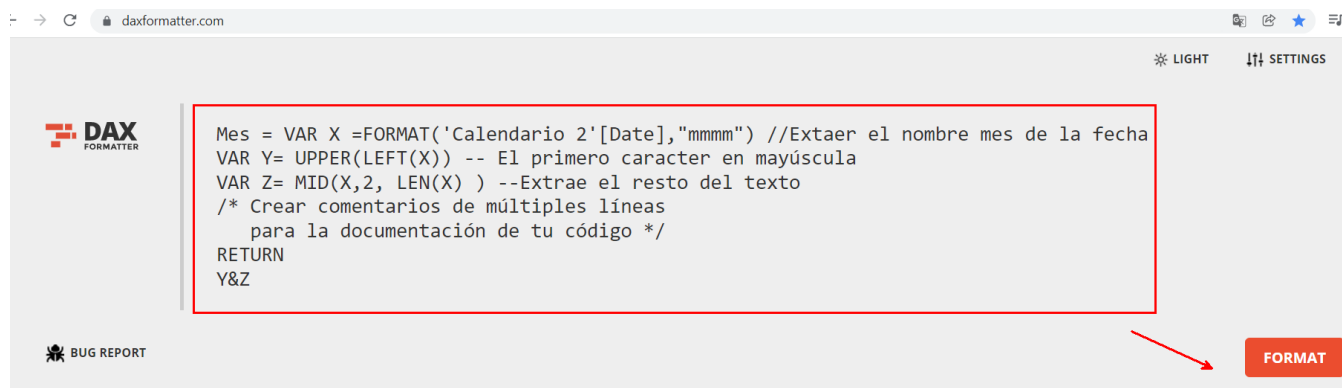 daxformatter.com
LIGHT
SETTINGS
DAX
FORMATTER
Mes = VAR X =FORMAT('Calendario 2'[Date],"mmmm") //Extaer el nombre mes de la fecha
VAR Y= UPPER(LEFT(X)) -- El primero caracter en mayúscula
VAR Z= MID(X,2, LEN(X) ) --Extrae el resto del texto
/* Crear comentarios de múltiples líneas
   para la documentación de tu código */
RETURN
Y&Z
BUG REPORT
FORMAT